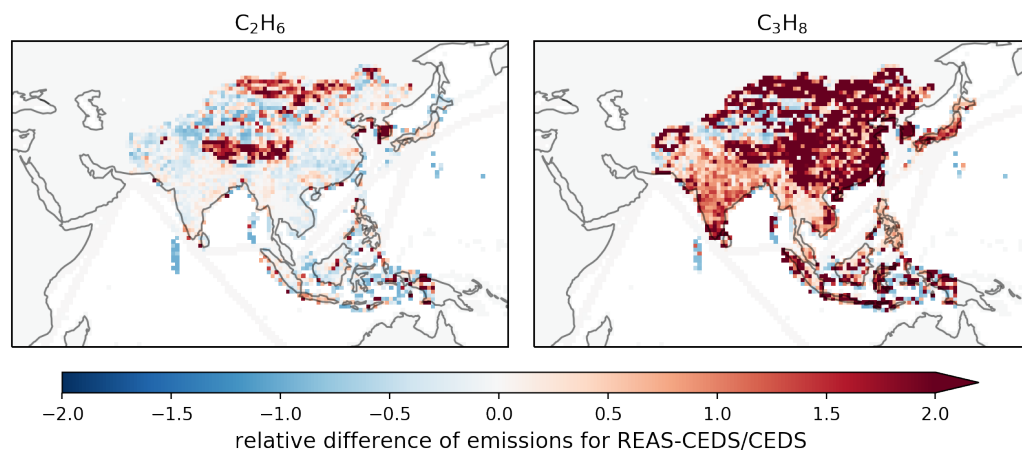 C₂H₆ C₃H₈
−2.0 −1.5 −1.0 −0.5 0.0 0.5 1.0 1.5 2.0
relative difference of emissions for REAS-CEDS/CEDS